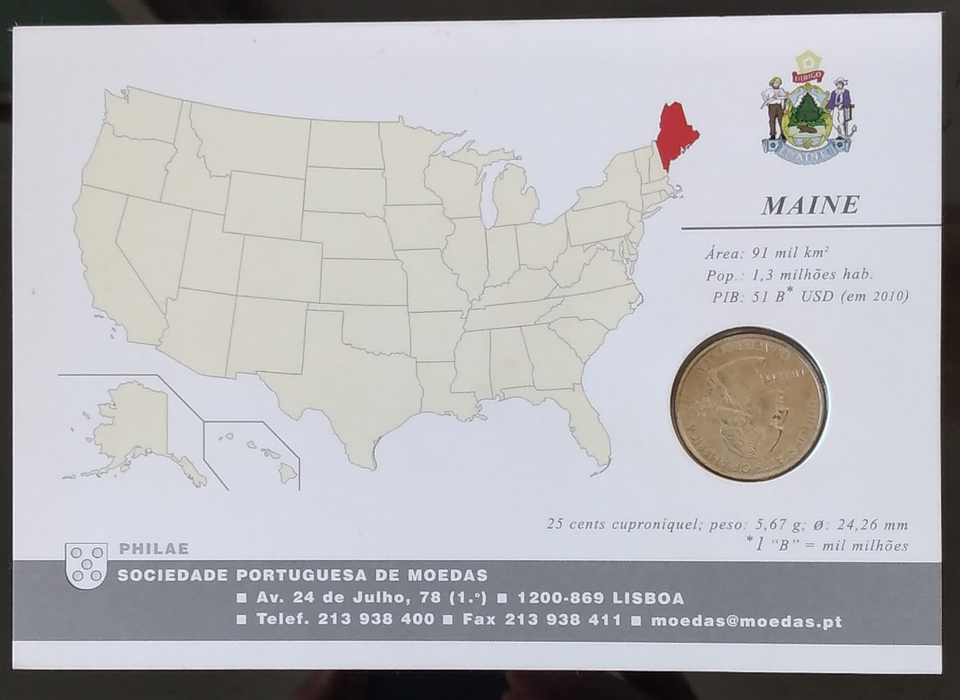 DIRIGO
MAINE
MAINE
Área: 91 mil km²
Pop.: 1,3 milhões hab.
PIB: 51 B* USD (em 2010)
25 cents cuproníquel; peso: 5,67 g; ø: 24,26 mm
*1 "B" = mil milhões
PHILAE
SOCIEDADE PORTUGUESA DE MOEDAS
■ Av. 24 de Julho, 78 (1.º) ■ 1200-869 LISBOA
■ Telef. 213 938 400 ■ Fax 213 938 411 ■ moedas@moedas.pt